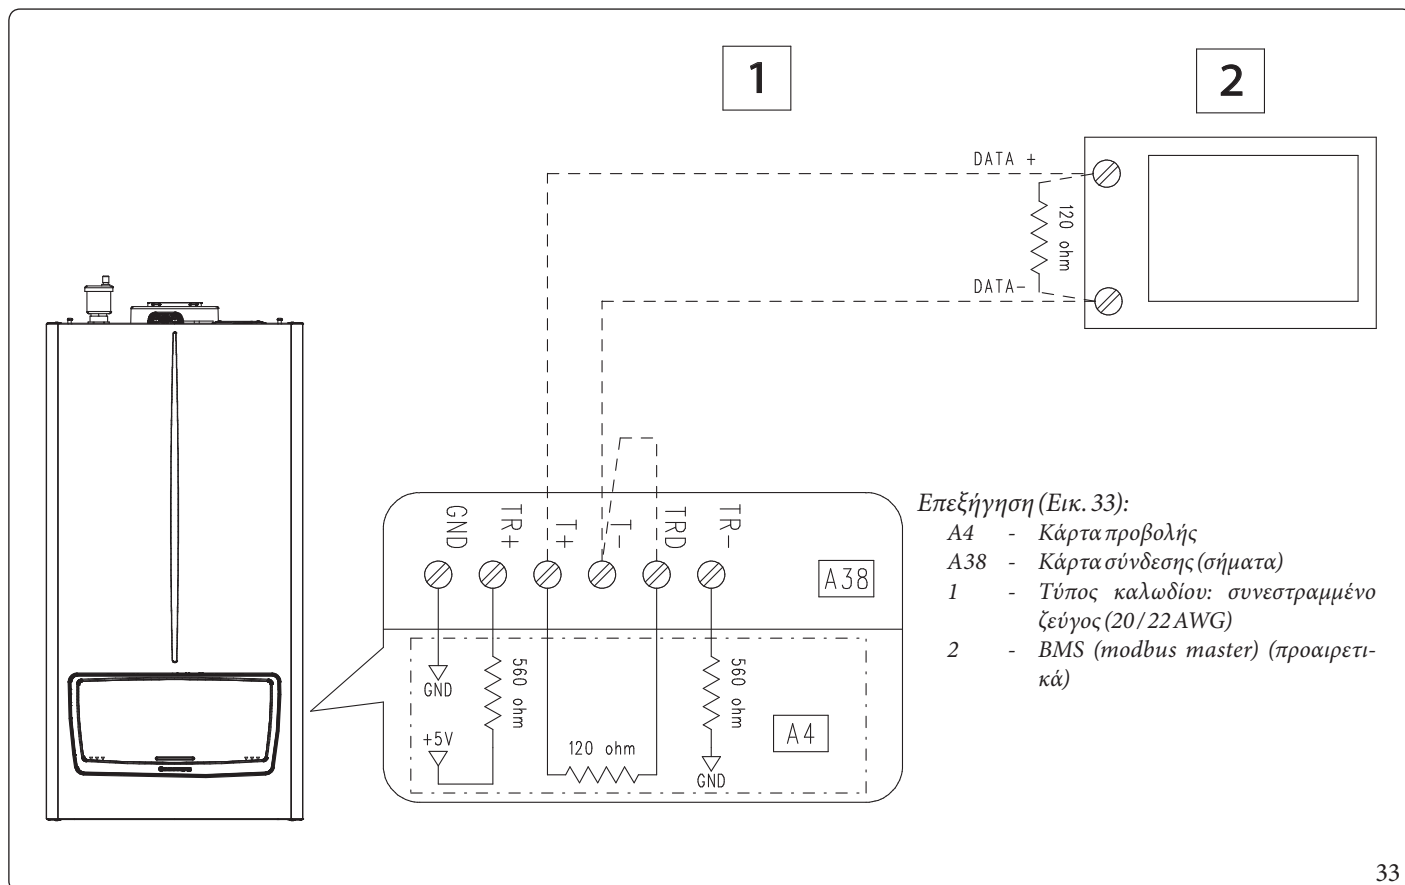 1
2
DATA +
120 ohm
DATA-
GND
TR+
T+
T-
TRD
TR-
A38
GND
560 ohm
+5V
120 ohm
560 ohm
GND
A4
Επεξήγηση (Εικ. 33):
A4 - Κάρτα προβολής
A38 - Κάρτα σύνδεσης (σήματα)
1 - Τύπος καλωδίου: συνεστραμμένο
ζεύγος (20 / 22 AWG)
2 - BMS (modbus master) (προαιρετι-
κά)
33